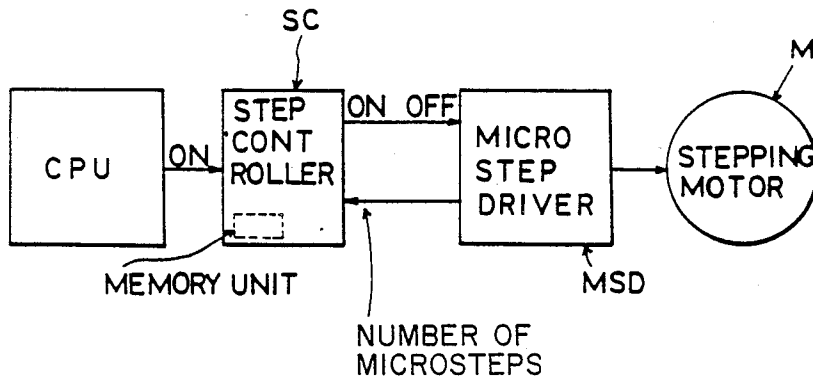 SC
M
CPU
ON
STEP
CONT
ROLLER
ON OFF
MICRO
STEP
DRIVER
STEPPING
MOTOR
MEMORY UNIT
MSD
NUMBER OF
MICROSTEPS